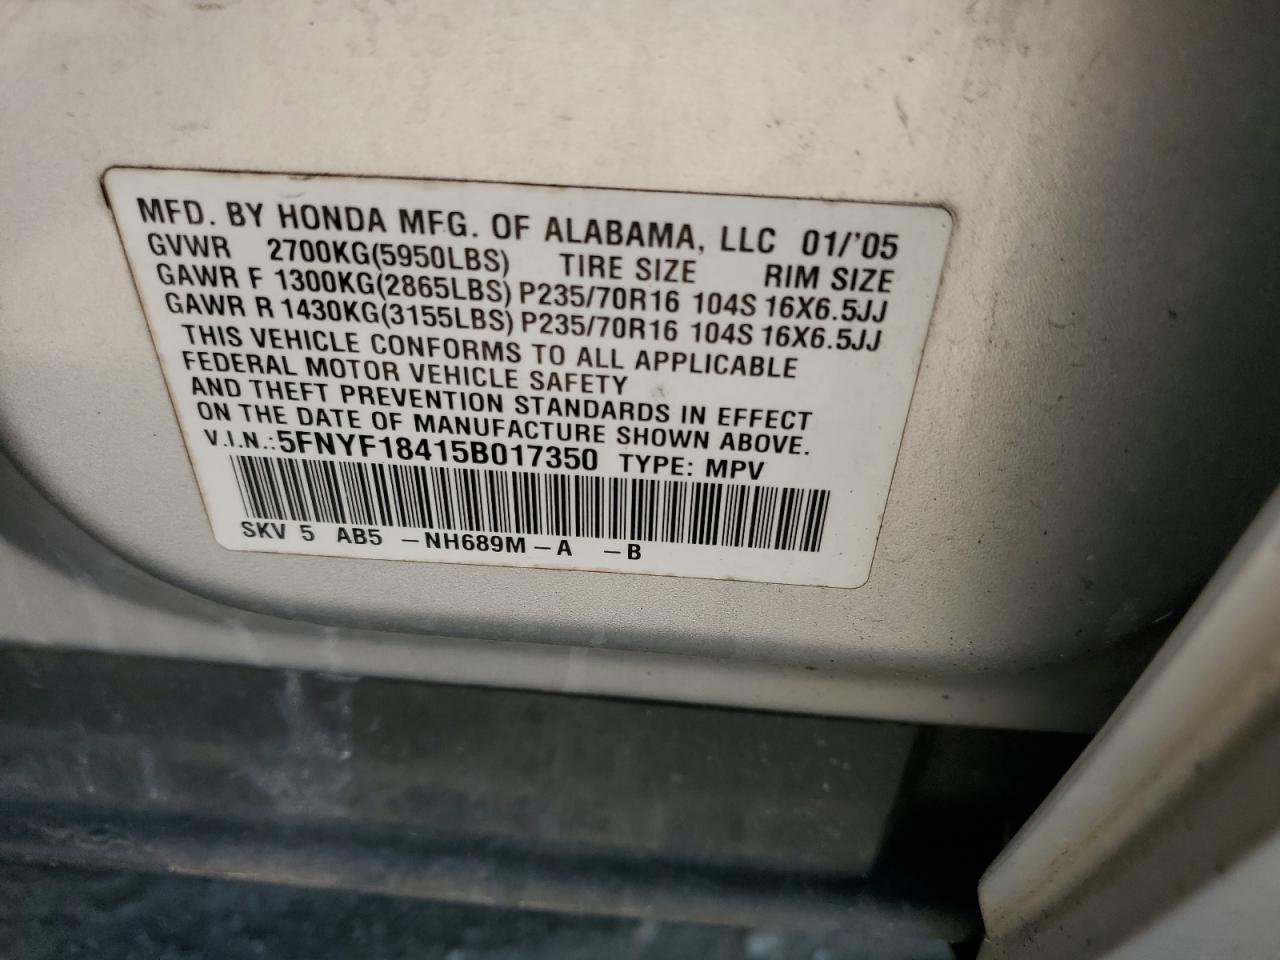 MFD. BY HONDA MFG. OF ALABAMA, LLC 01/'05
GVWR 2700KG(5950LBS) TIRE SIZE RIM SIZE
GAWR F 1300KG(2865LBS) P235/70R16 104S 16X6.5JJ
GAWR R 1430KG(3155LBS) P235/70R16 104S 16X6.5JJ
THIS VEHICLE CONFORMS TO ALL APPLICABLE
FEDERAL MOTOR VEHICLE SAFETY
AND THEFT PREVENTION STANDARDS IN EFFECT
ON THE DATE OF MANUFACTURE SHOWN ABOVE.
V.I.N.: 5FNYF18415B017350 TYPE: MPV
SKV 5 AB5 -NH689M-A -B